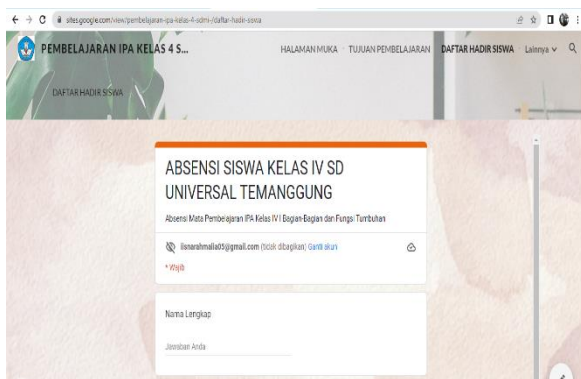 sites.google.com/view/pembelajaran-ipa-kelas-4-sdmi-/daftar-hadir-siswa
PEMBELAJARAN IPA KELAS 4 S...
HALAMAN MUKA
TUJUAN PEMBELAJARAN
DAFTAR HADIR SISWA
Lainnya
DAFTAR HADIR SISWA
ABSENSI SISWA KELAS IV SD
UNIVERSAL TEMANGGUNG
Absensi Mata Pembelajaran IPA Kelas IV I Bagian-Bagian dan Fungsi Tumbuhan
iisnarahmalia05@gmail.com (tidak dibagikan) Ganti akun
* Wajib
Nama Lengkap
Jawaban Anda